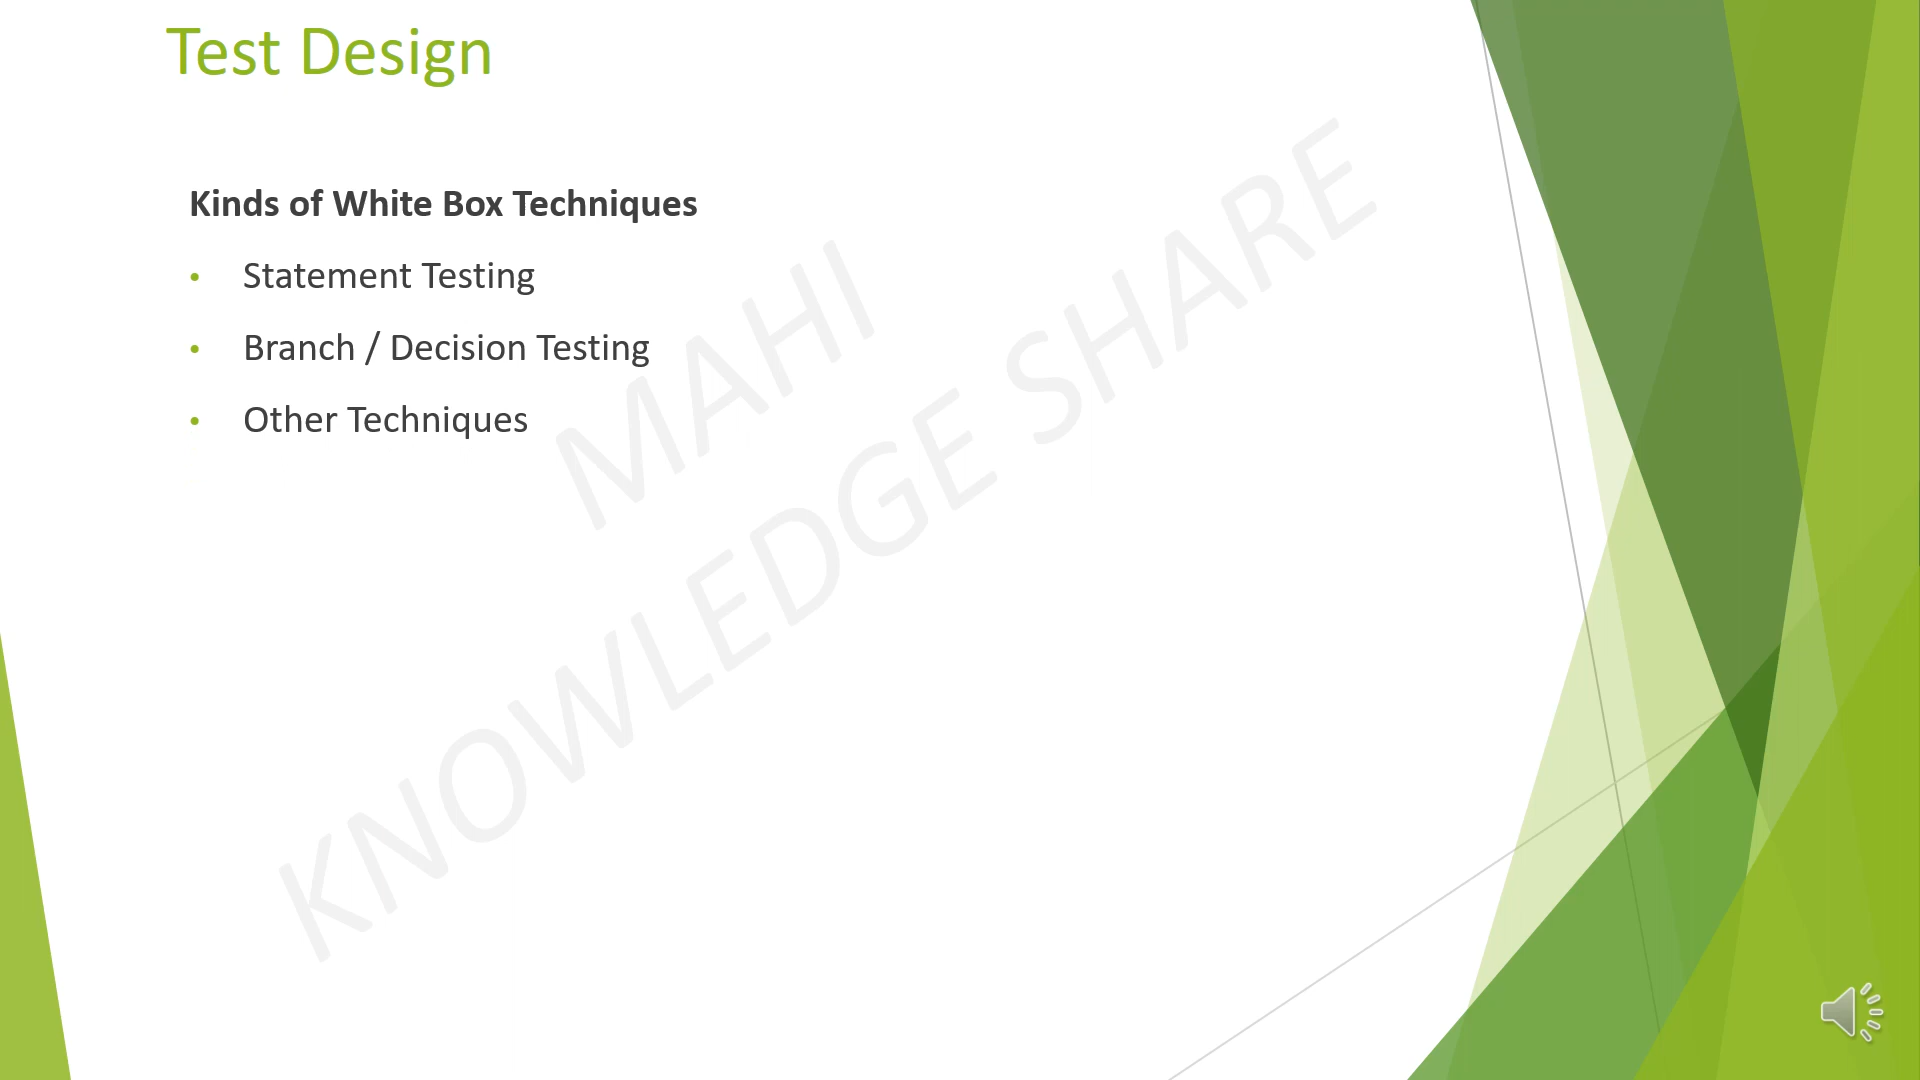 Test Design
Kinds of White Box Techniques
• Statement Testing
• Branch / Decision Testing
• Other Techniques
MAHI
KNOWLEDGE SHARE